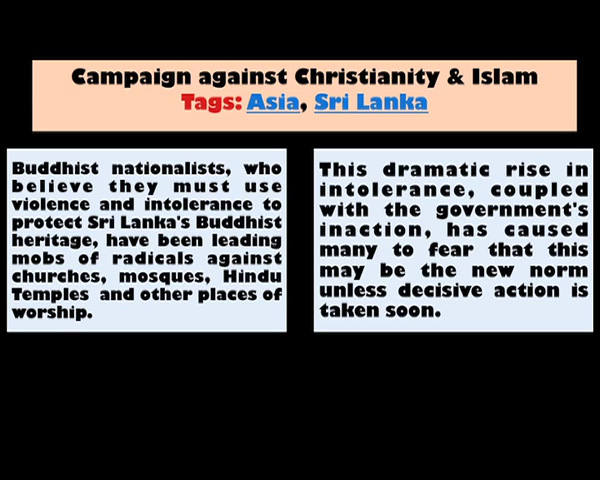 Campaign against Christianity & Islam
Tags: Asia, Sri Lanka
Buddhist nationalists, who
believe they must use
violence and intolerance to
protect Sri Lanka's Buddhist
heritage, have been leading
mobs of radicals against
churches, mosques, Hindu
Temples and other places of
worship.
This dramatic rise in
intolerance, coupled
with the government's
inaction, has caused
many to fear that this
may be the new norm
unless decisive action is
taken soon.